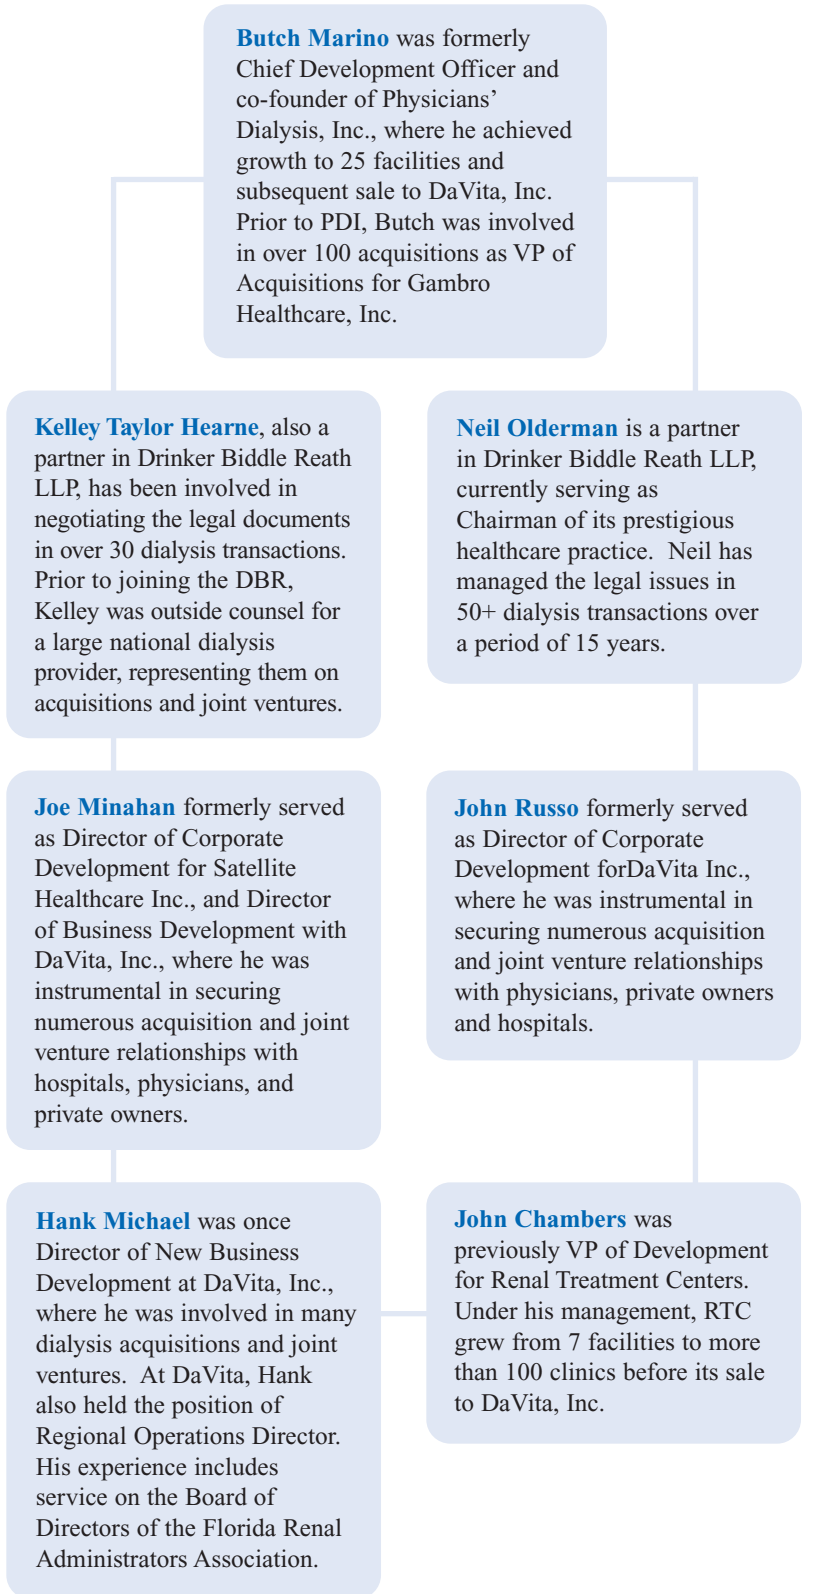 Butch Marino was formerly
Chief Development Officer and
co-founder of Physicians’
Dialysis, Inc., where he achieved
growth to 25 facilities and
subsequent sale to DaVita, Inc.
Prior to PDI, Butch was involved
in over 100 acquisitions as VP of
Acquisitions for Gambro
Healthcare, Inc.
Kelley Taylor Hearne, also a
partner in Drinker Biddle Reath
LLP, has been involved in
negotiating the legal documents
in over 30 dialysis transactions.
Prior to joining the DBR,
Kelley was outside counsel for
a large national dialysis
provider, representing them on
acquisitions and joint ventures.
Neil Olderman is a partner
in Drinker Biddle Reath LLP,
currently serving as
Chairman of its prestigious
healthcare practice.  Neil has
managed the legal issues in
50+ dialysis transactions over
a period of 15 years.
Joe Minahan formerly served
as Director of Corporate
Development for Satellite
Healthcare Inc., and Director
of Business Development with
DaVita, Inc., where he was
instrumental in securing
numerous acquisition and joint
venture relationships with
hospitals, physicians, and
private owners.
John Russo formerly served
as Director of Corporate
Development forDaVita Inc.,
where he was instrumental in
securing numerous acquisition
and joint venture relationships
with physicians, private owners
and hospitals.
Hank Michael was once
Director of New Business
Development at DaVita, Inc.,
where he was involved in many
dialysis acquisitions and joint
ventures.  At DaVita, Hank
also held the position of
Regional Operations Director.
His experience includes
service on the Board of
Directors of the Florida Renal
Administrators Association.
John Chambers was
previously VP of Development
for Renal Treatment Centers.
Under his management, RTC
grew from 7 facilities to more
than 100 clinics before its sale
to DaVita, Inc.